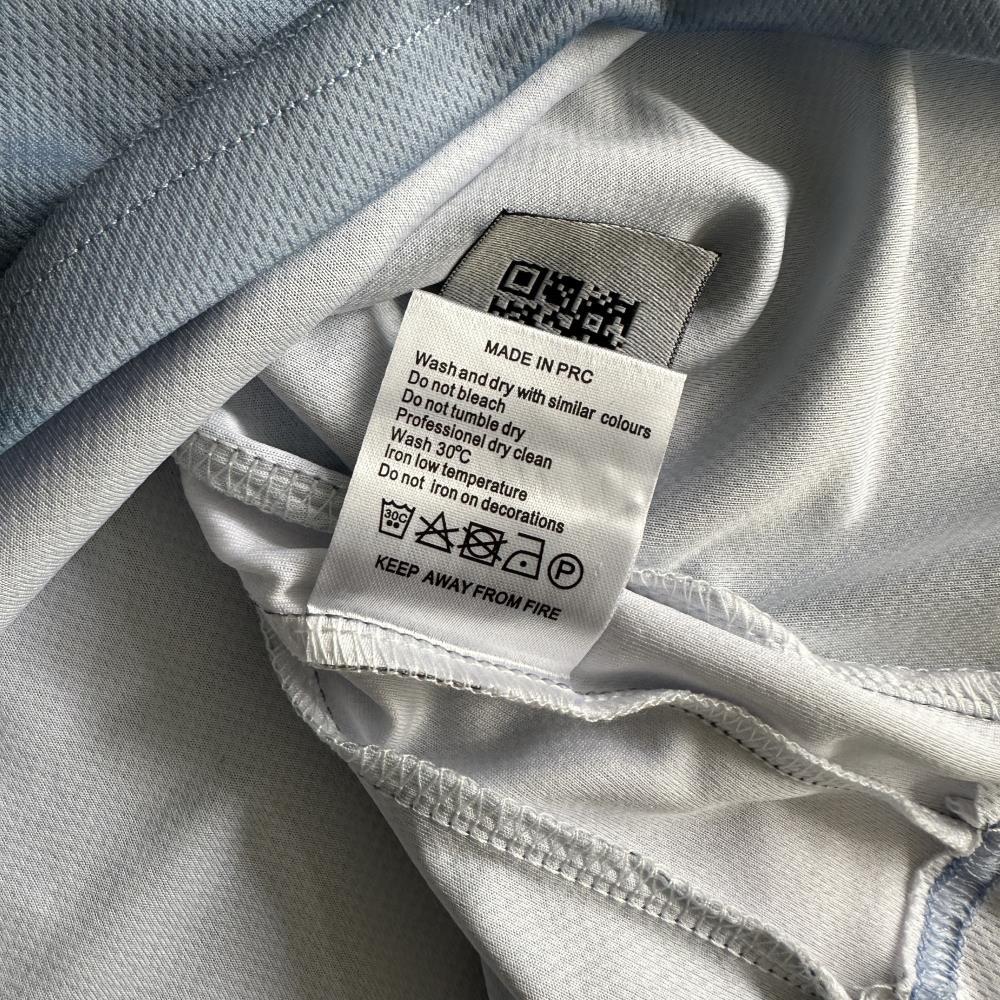 MADE IN PRC
Wash and dry with similar colours
Do not bleach
Do not tumble dry
Professionel dry clean
Wash 30°C
Iron low temperature
Do not iron on decorations
30C
P
KEEP AWAY FROM FIRE